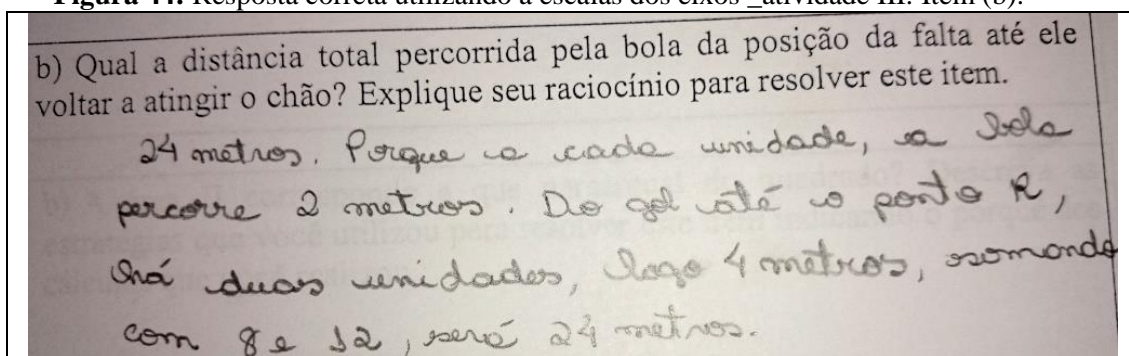 Figura 44: Resposta correta utilizando a escalas dos eixos _atividade III. Item (b).
b) Qual a distância total percorrida pela bola da posição da falta até ele
voltar a atingir o chão? Explique seu raciocínio para resolver este item.
24 metros. Porque a cada unidade, a bola
percorre 2 metros. Do gol até o ponto R,
há duas unidades, logo 4 metros, somando
com 8 e 12, será 24 metros.